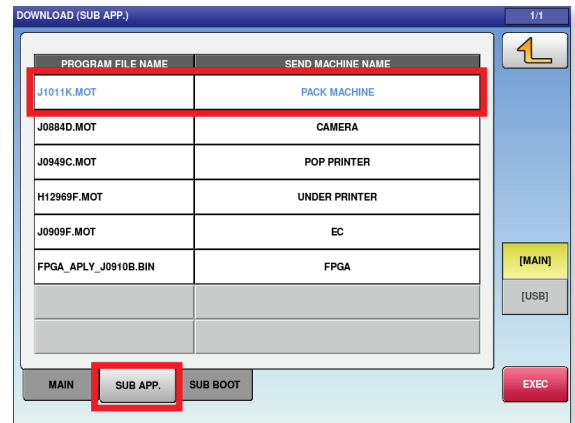 DOWNLOAD (SUB APP.) 1/1
PROGRAM FILE NAME SEND MACHINE NAME
J1011K.MOT PACK MACHINE
J0884D.MOT CAMERA
J0949C.MOT POP PRINTER
H12969F.MOT UNDER PRINTER
J0909F.MOT EC
FPGA_APLY_J0910B.BIN FPGA
[MAIN]
[USB]
MAIN SUB APP. SUB BOOT EXEC